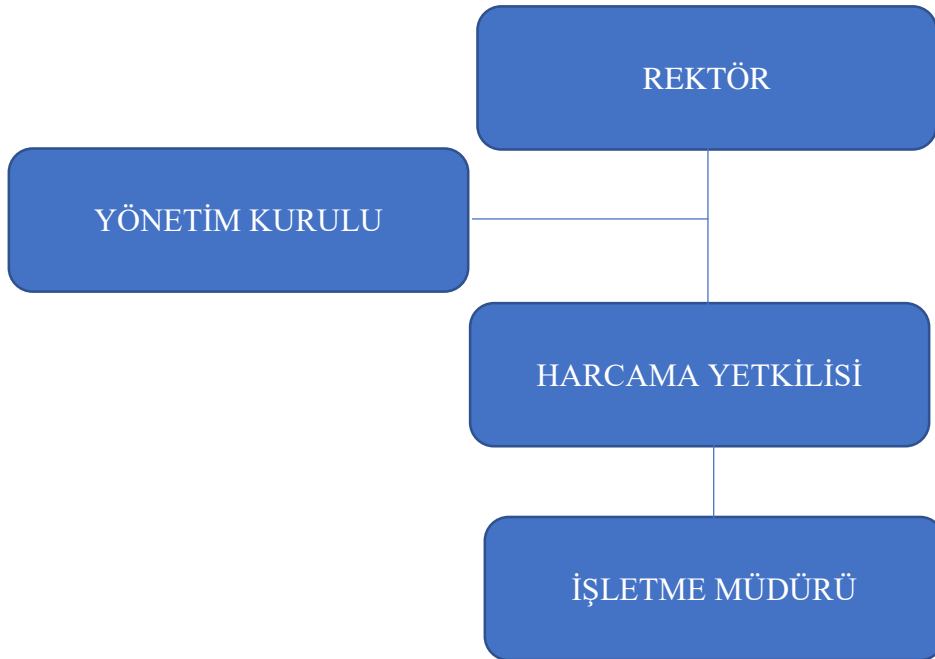 REKTÖR
YÖNETİM KURULU
HARCAMA YETKİLİSİ
İŞLETME MÜDÜRÜ